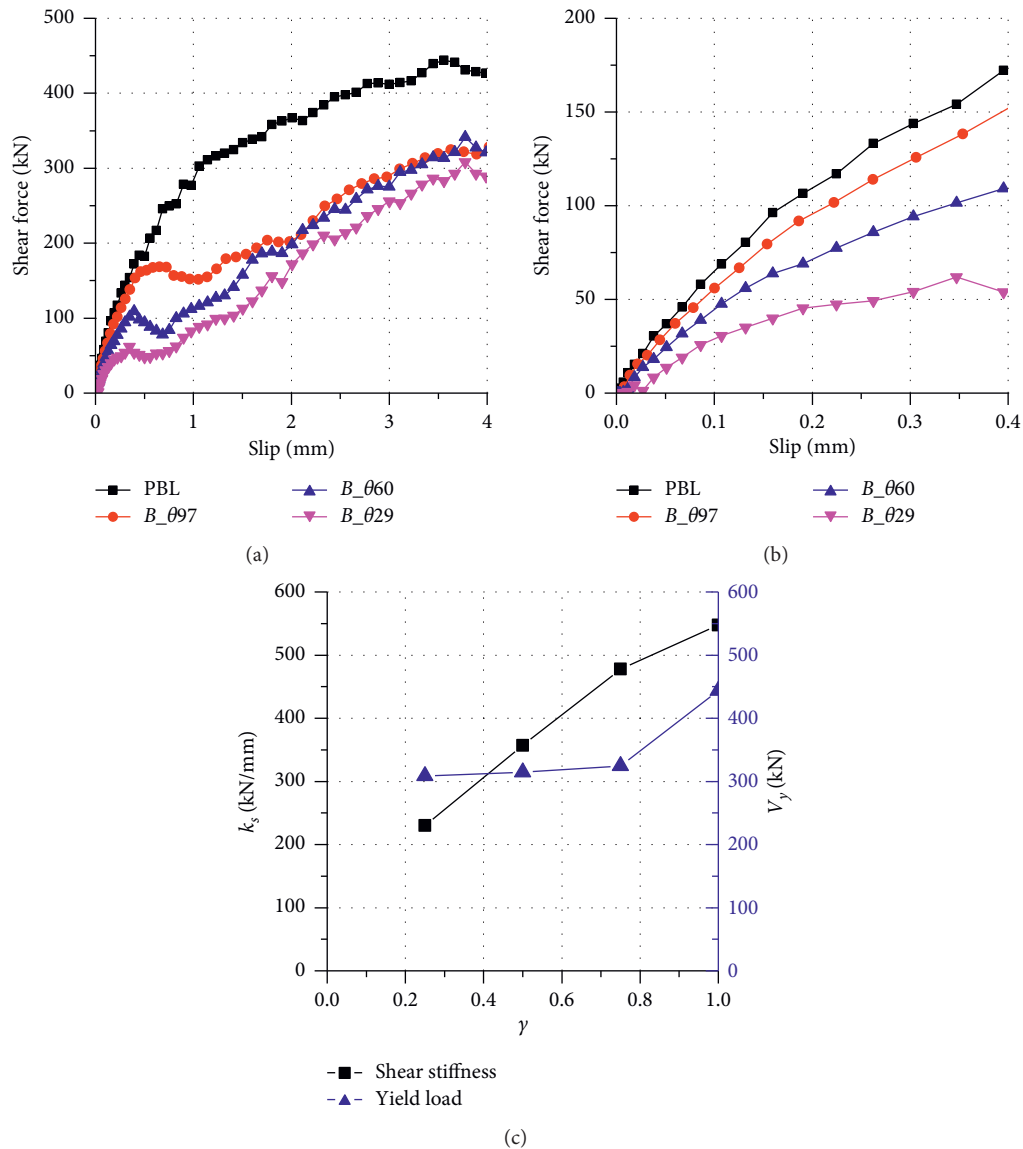 500
400
300
200
100
0
Shear force (kN)
0 1 2 3 4
Slip (mm)
PBL
B_θ97
B_θ60
B_θ29
(a)
200
150
100
50
0
Shear force (kN)
0.0 0.1 0.2 0.3 0.4
Slip (mm)
PBL
B_θ97
B_θ60
B_θ29
(b)
600
500
400
300
200
100
0
k_s (kN/mm)
600
500
400
300
200
100
0
V_y (kN)
0.0 0.2 0.4 0.6 0.8 1.0
γ
Shear stiffness
Yield load
(c)